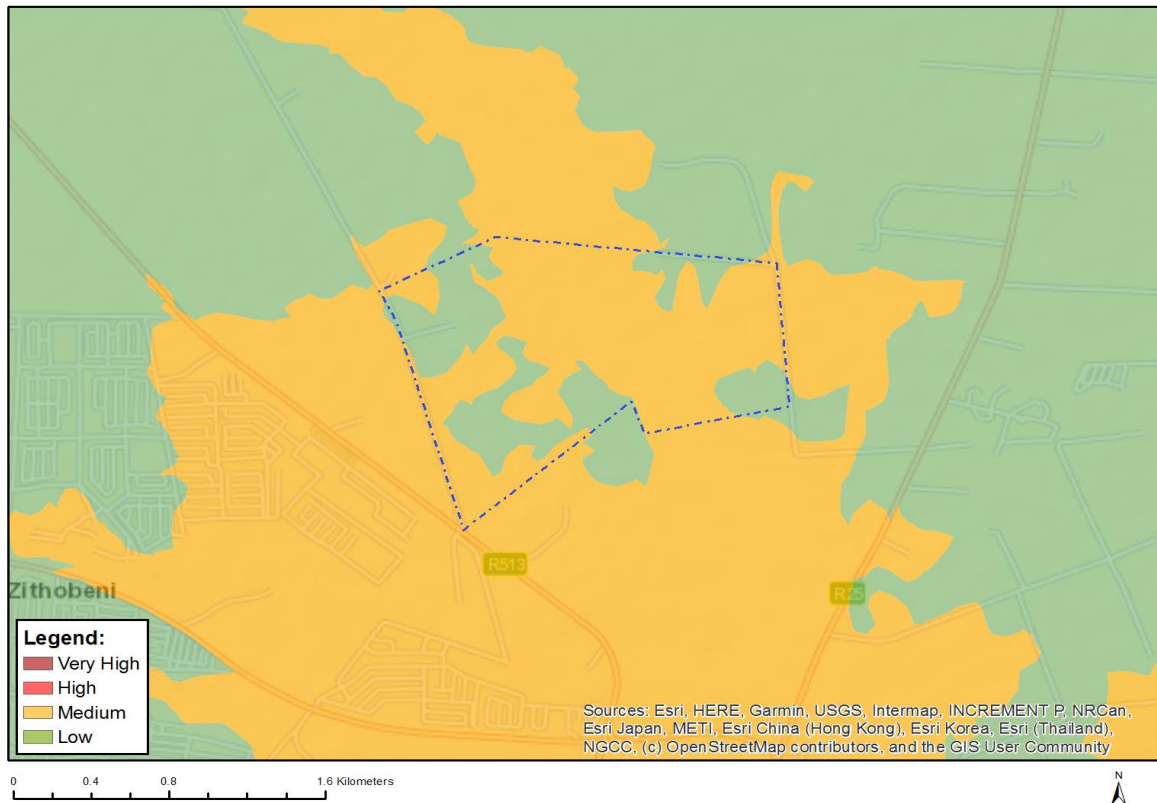 R513
R25
Zithobeni
Legend:
Very High
High
Medium
Low
Sources: Esri, HERE, Garmin, USGS, Intermap, INCREMENT P, NRCan,
Esri Japan, METI, Esri China (Hong Kong), Esri Korea, Esri (Thailand),
NGCC, (c) OpenStreetMap contributors, and the GIS User Community
0 0.4 0.8 1.6 Kilometers
N